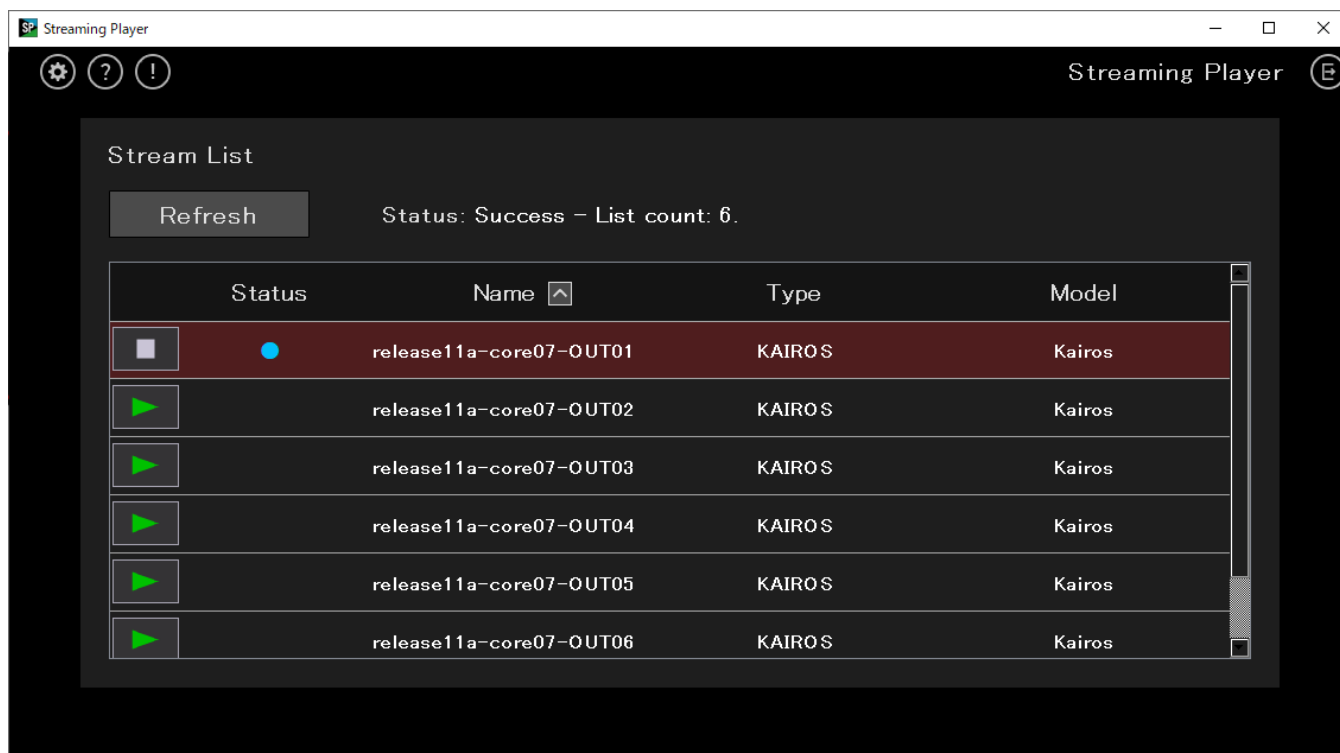 SP Streaming Player
? ! Streaming Player
Stream List
Refresh Status: Success - List count: 6.
Status Name Type Model
release11a-core07-OUT01 KAIROS Kairos
release11a-core07-OUT02 KAIROS Kairos
release11a-core07-OUT03 KAIROS Kairos
release11a-core07-OUT04 KAIROS Kairos
release11a-core07-OUT05 KAIROS Kairos
release11a-core07-OUT06 KAIROS Kairos